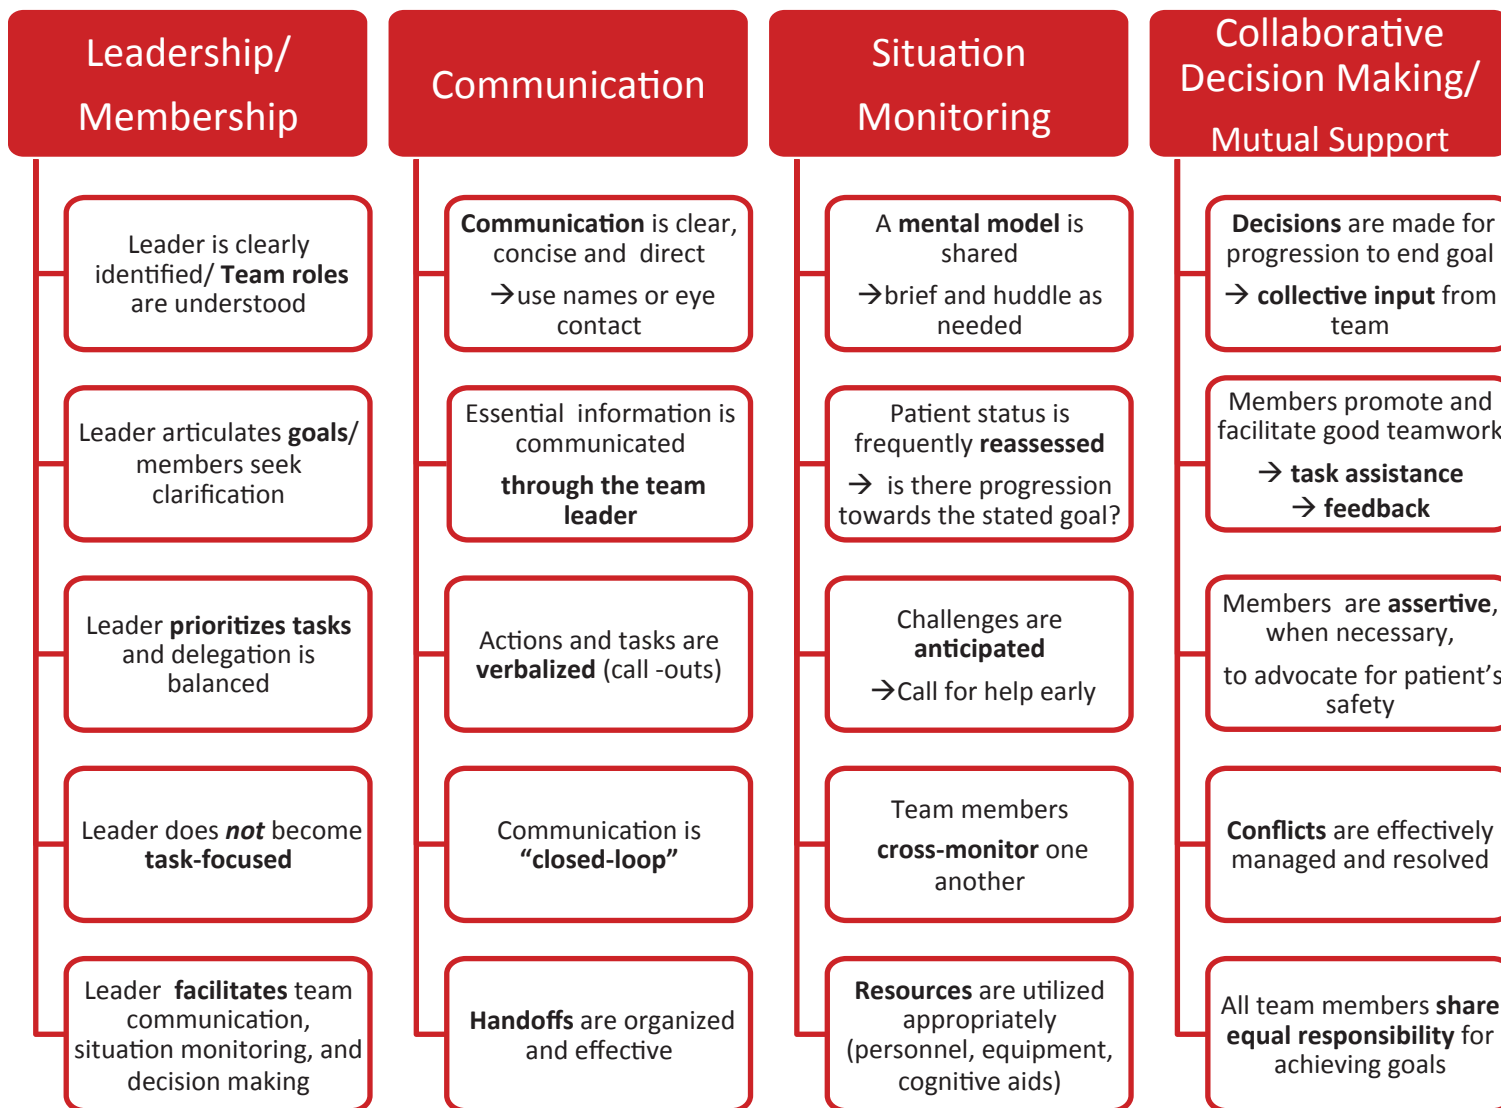 Leadership/
Membership
Leader is clearly
identified/ Team roles
are understood
Leader articulates goals/
members seek
clarification
Leader prioritizes tasks
and delegation is
balanced
Leader does not become
task-focused
Leader facilitates team
communication,
situation monitoring, and
decision making
Communication
Communication is clear,
concise and direct
→use names or eye
contact
Essential information is
communicated
through the team
leader
Actions and tasks are
verbalized (call -outs)
Communication is
“closed-loop”
Handoffs are organized
and effective
Situation
Monitoring
A mental model is
shared
→brief and huddle as
needed
Patient status is
frequently reassessed
→ is there progression
towards the stated goal?
Challenges are
anticipated
→Call for help early
Team members
cross-monitor one
another
Resources are utilized
appropriately
(personnel, equipment,
cognitive aids)
Collaborative
Decision Making/
Mutual Support
Decisions are made for
progression to end goal
→ collective input from
team
Members promote and
facilitate good teamwork
→ task assistance
→ feedback
Members are assertive,
when necessary,
to advocate for patient’s
safety
Conflicts are effectively
managed and resolved
All team members share
equal responsibility for
achieving goals